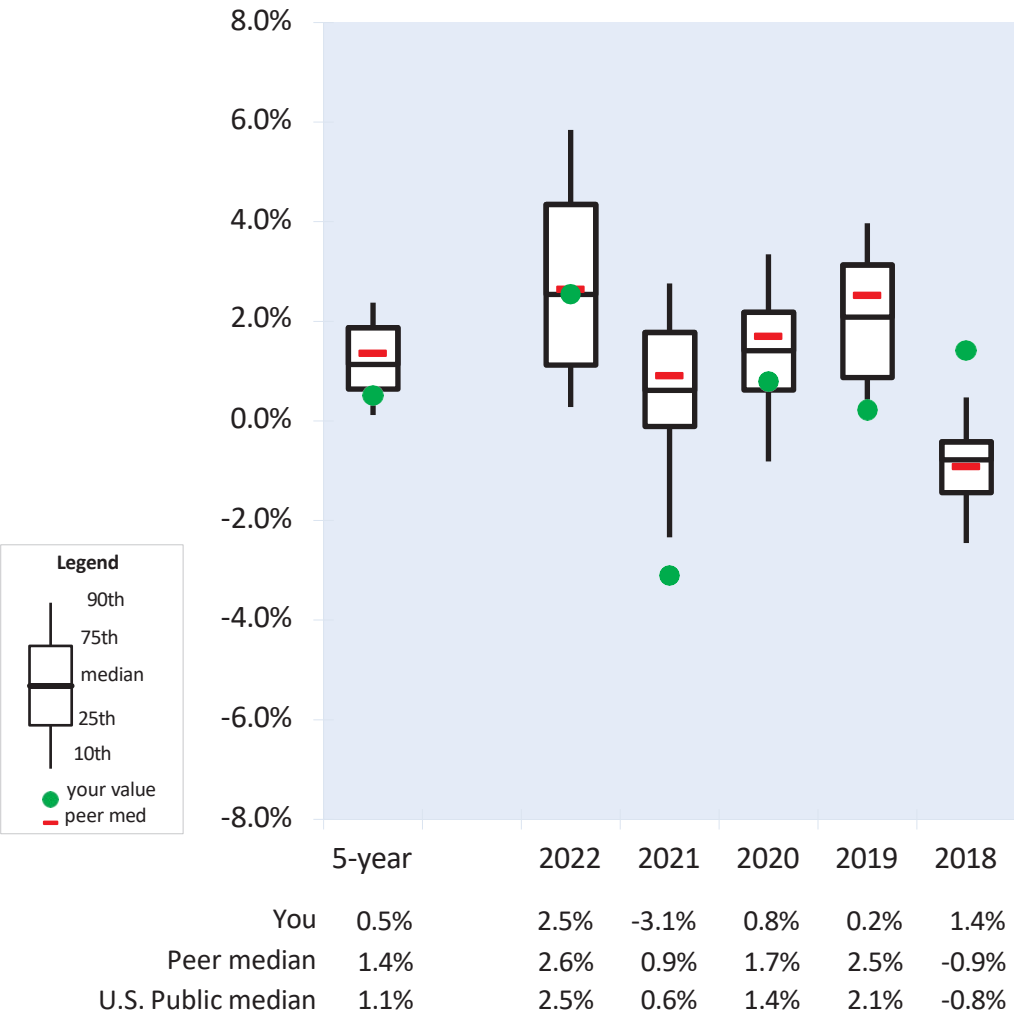 8.0%
6.0%
4.0%
2.0%
0.0%
-2.0%
-4.0%
-6.0%
-8.0%
Legend
90th
75th
median
25th
10th
your value
peer med
5-year 2022 2021 2020 2019 2018
You 0.5% 2.5% -3.1% 0.8% 0.2% 1.4%
Peer median 1.4% 2.6% 0.9% 1.7% 2.5% -0.9%
U.S. Public median 1.1% 2.5% 0.6% 1.4% 2.1% -0.8%